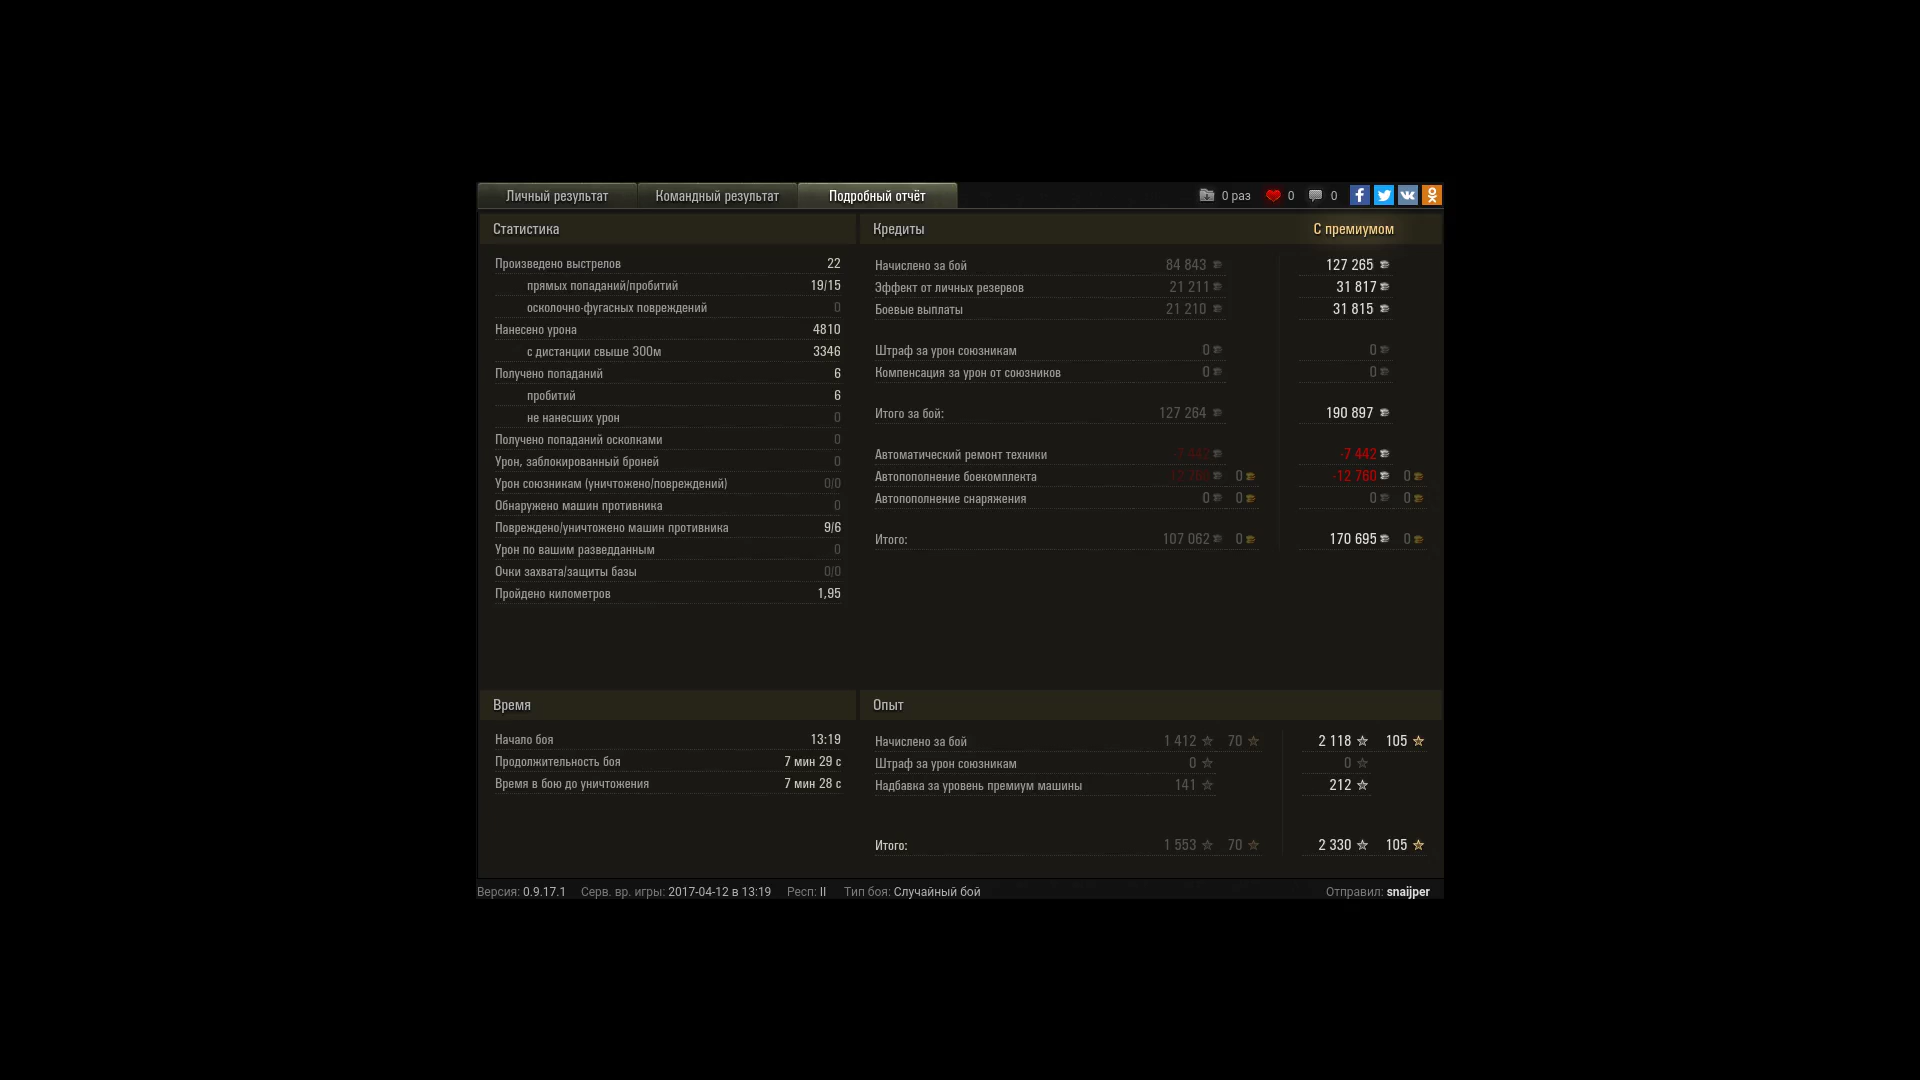 Личный результат Командный результат Подробный отчёт 0 раз 0 0
Статистика
Произведено выстрелов 22
прямых попаданий/пробитий 19/15
осколочно-фугасных повреждений 0
Нанесено урона 4810
с дистанции свыше 300м 3346
Получено попаданий 6
пробитий 6
не нанесших урон 0
Получено попаданий осколками 0
Урон, заблокированный броней 0
Урон союзникам (уничтожено/повреждений) 0/0
Обнаружено машин противника 0
Повреждено/уничтожено машин противника 9/6
Урон по вашим разведданным 0
Очки захвата/защиты базы 0/0
Пройдено километров 1,95
Кредиты С премиумом
Начислено за бой 84 843 127 265
Эффект от личных резервов 21 211 31 817
Боевые выплаты 21 210 31 815
Штраф за урон союзникам 0 0
Компенсация за урон от союзников 0 0
Итого за бой: 127 264 190 897
Автоматический ремонт техники -7 442 -7 442
Автопополнение боекомплекта -12 760 0 -12 760 0
Автопополнение снаряжения 0 0 0 0
Итого: 107 062 0 170 695 0
Время
Начало боя 13:19
Продолжительность боя 7 мин 29 с
Время в бою до уничтожения 7 мин 28 с
Опыт
Начислено за бой 1 412 70 2 118 105
Штраф за урон союзникам 0 0
Надбавка за уровень премиум машины 141 212
Итого: 1 553 70 2 330 105
Версия: 0.9.17.1 Серв. вр. игры: 2017-04-12 в 13:19 Респ: II Тип боя: Случайный бой Отправил: snaijper